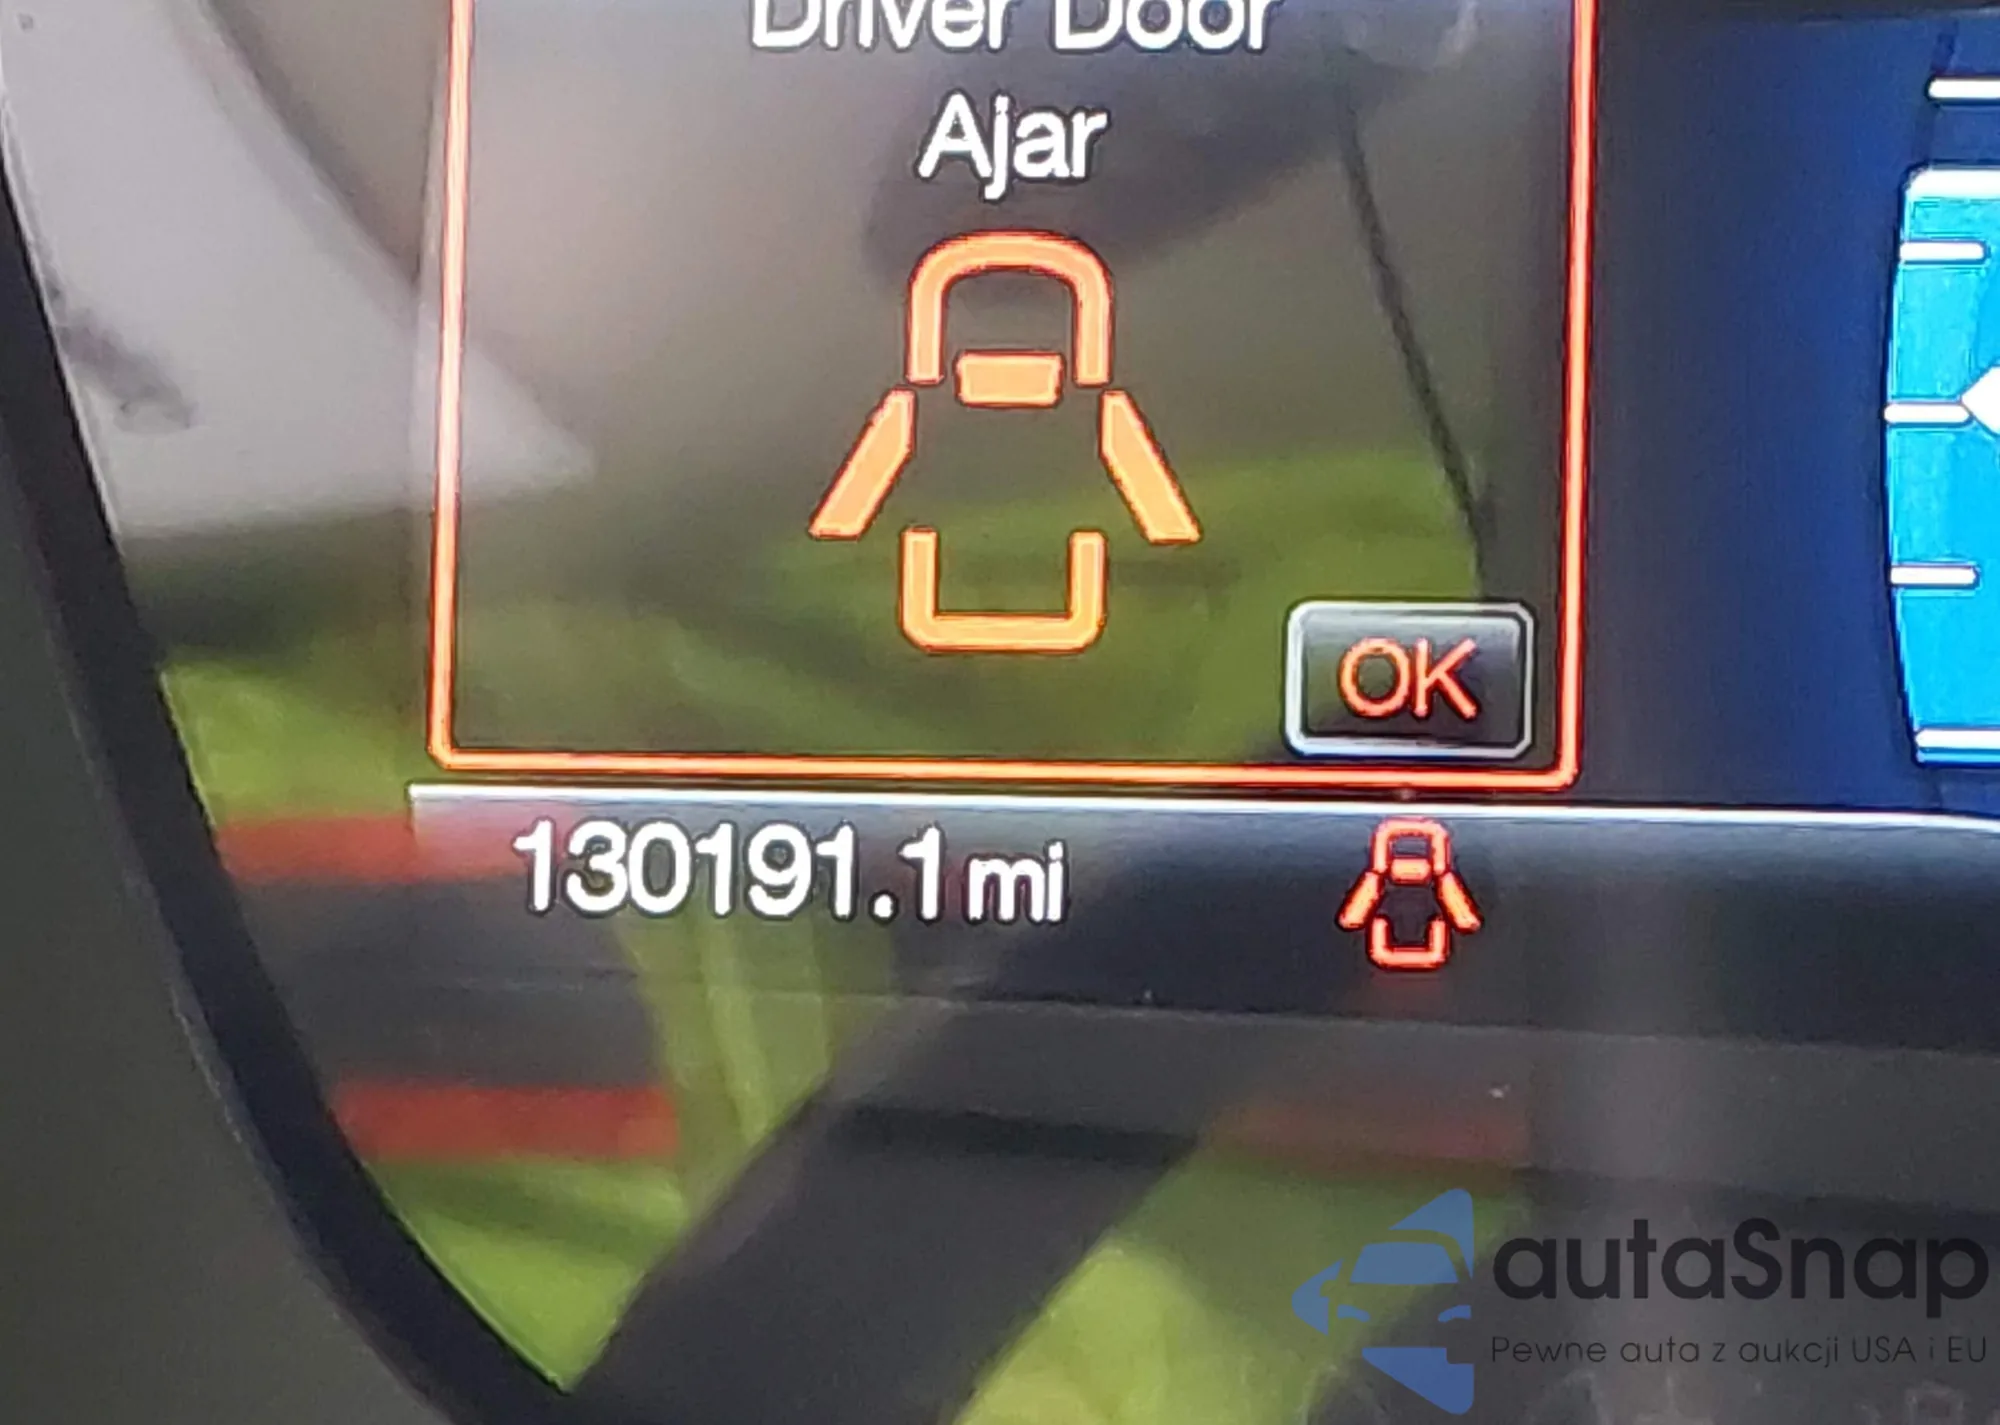 Driver Door
Ajar
OK
130191.1 mi
autaSnap
Pewne auta z aukcji USA i EU